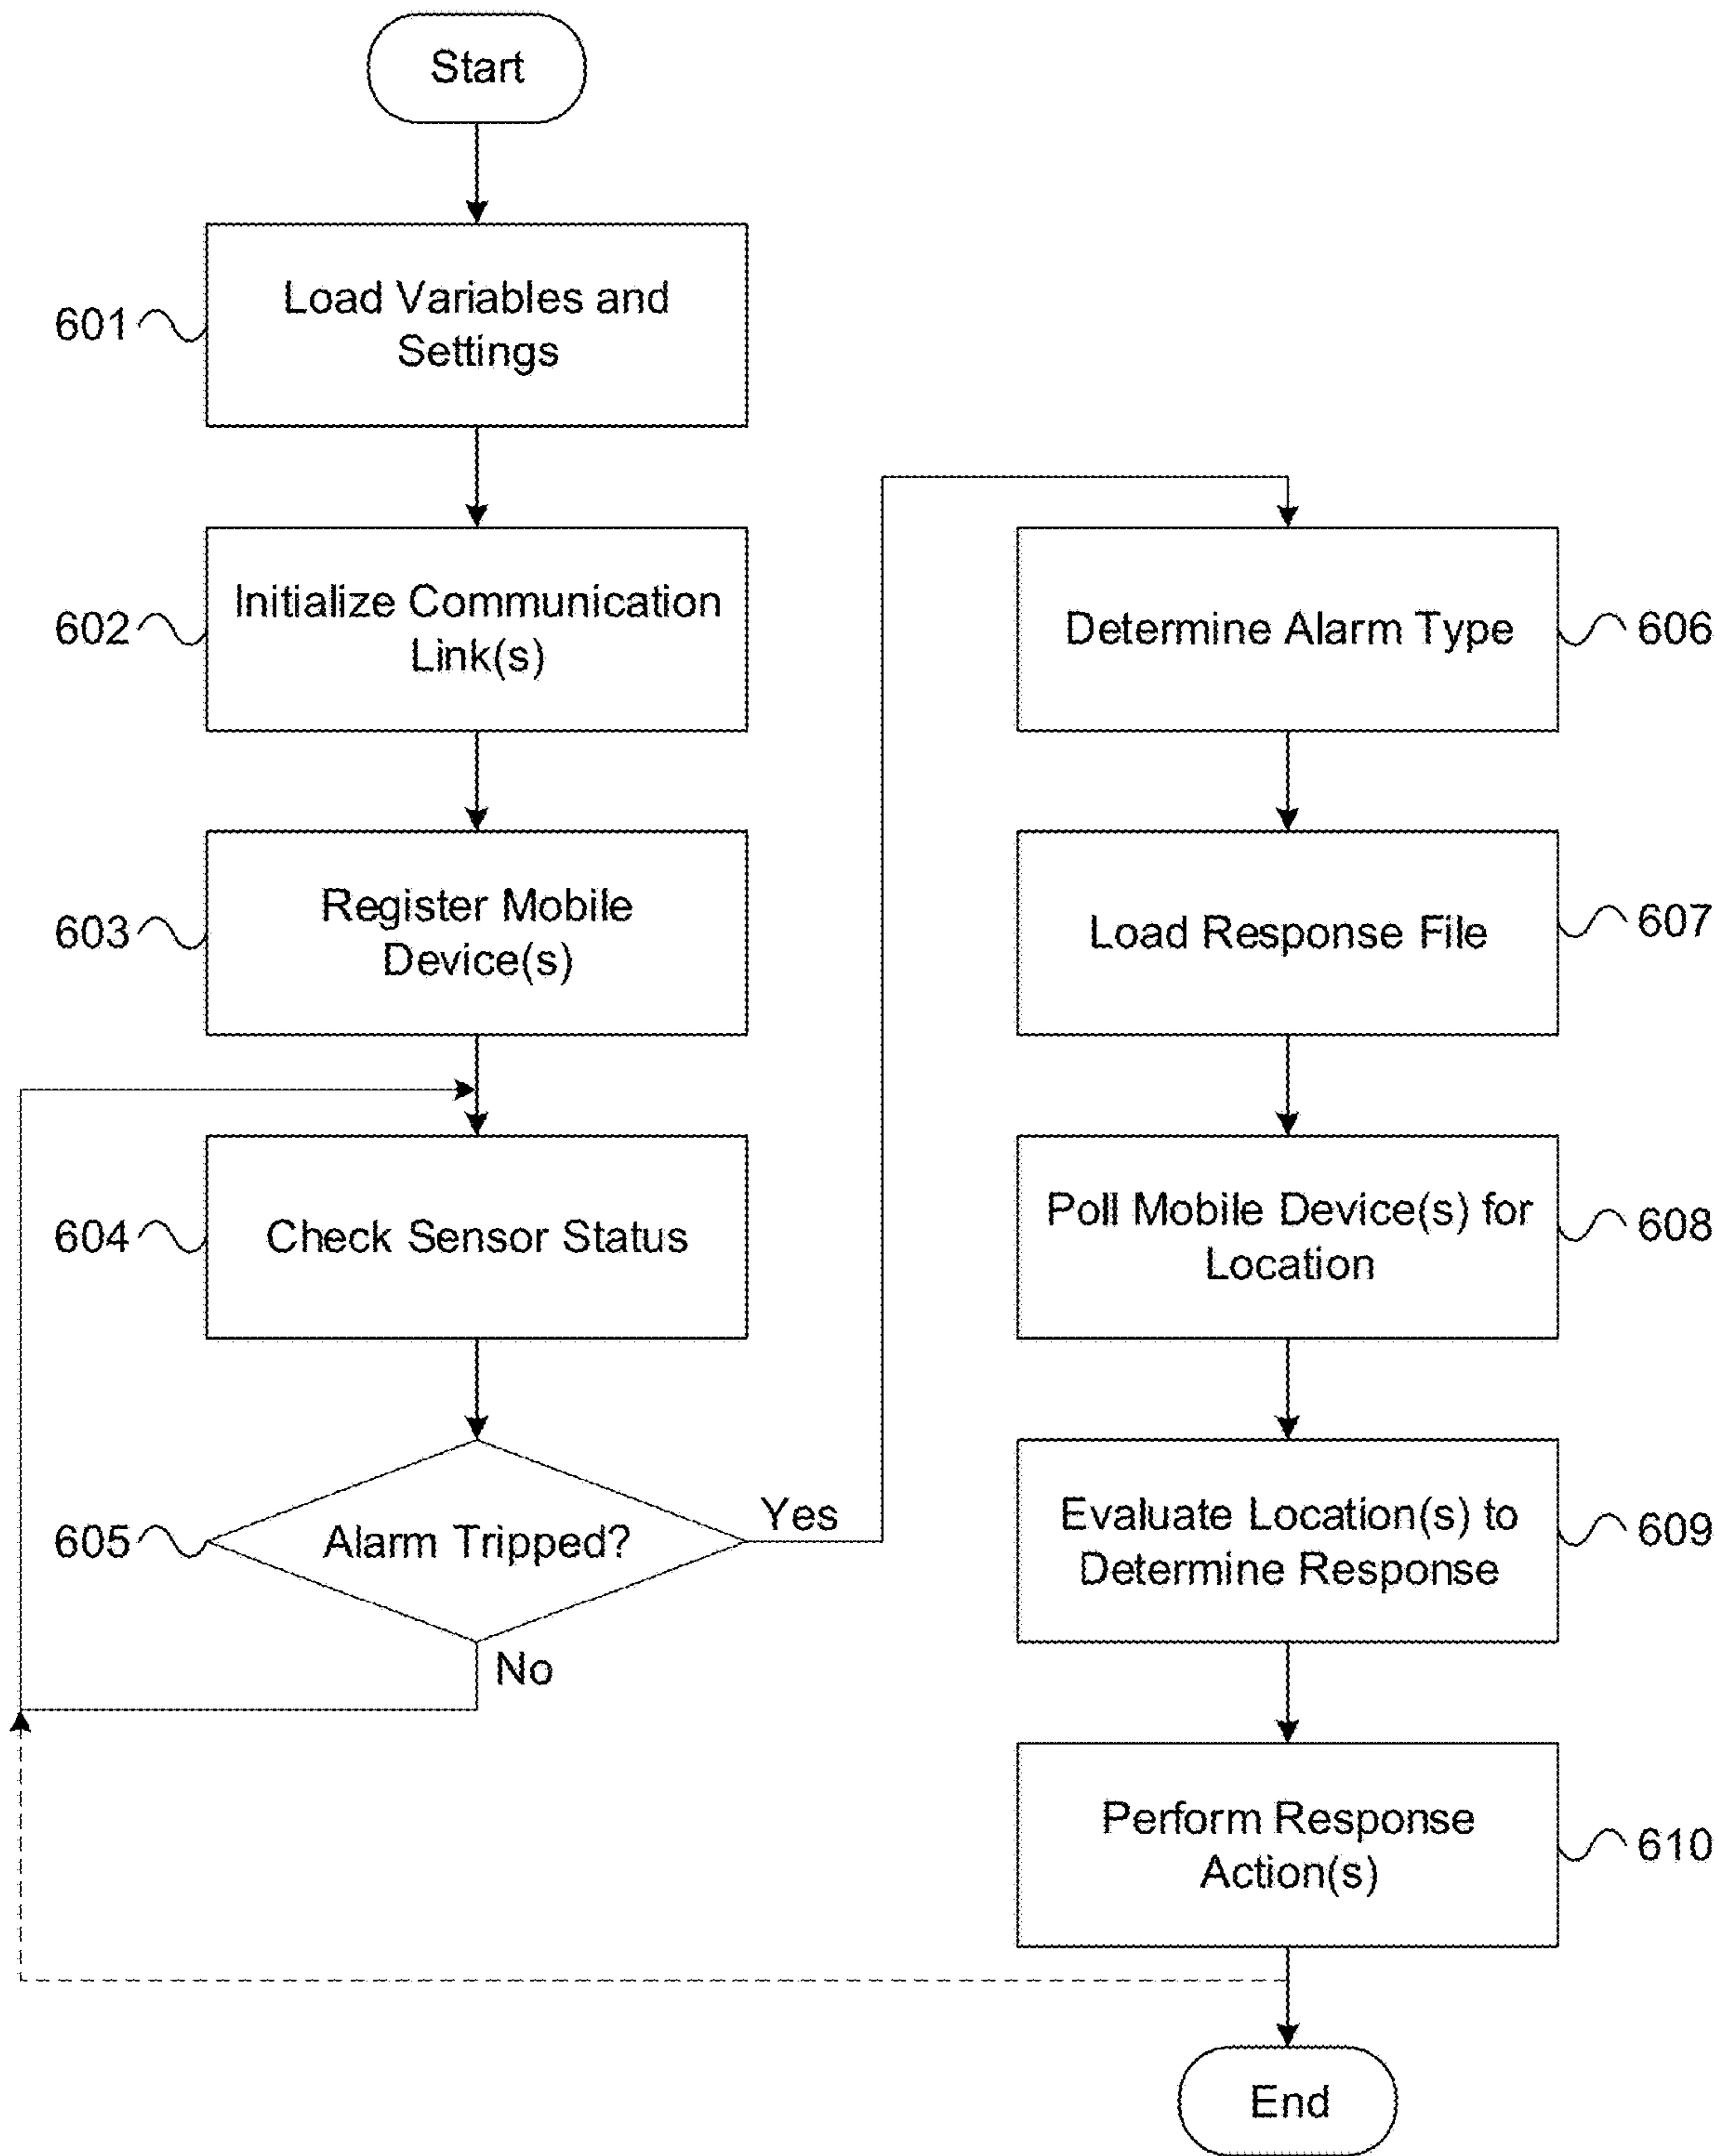 Start
601
Load Variables and
Settings
602
Initialize Communication
Link(s)
603
Register Mobile
Device(s)
604
Check Sensor Status
605
Alarm Tripped?
Yes
No
Determine Alarm Type
606
Load Response File
607
Poll Mobile Device(s) for
Location
608
Evaluate Location(s) to
Determine Response
609
Perform Response
Action(s)
610
End